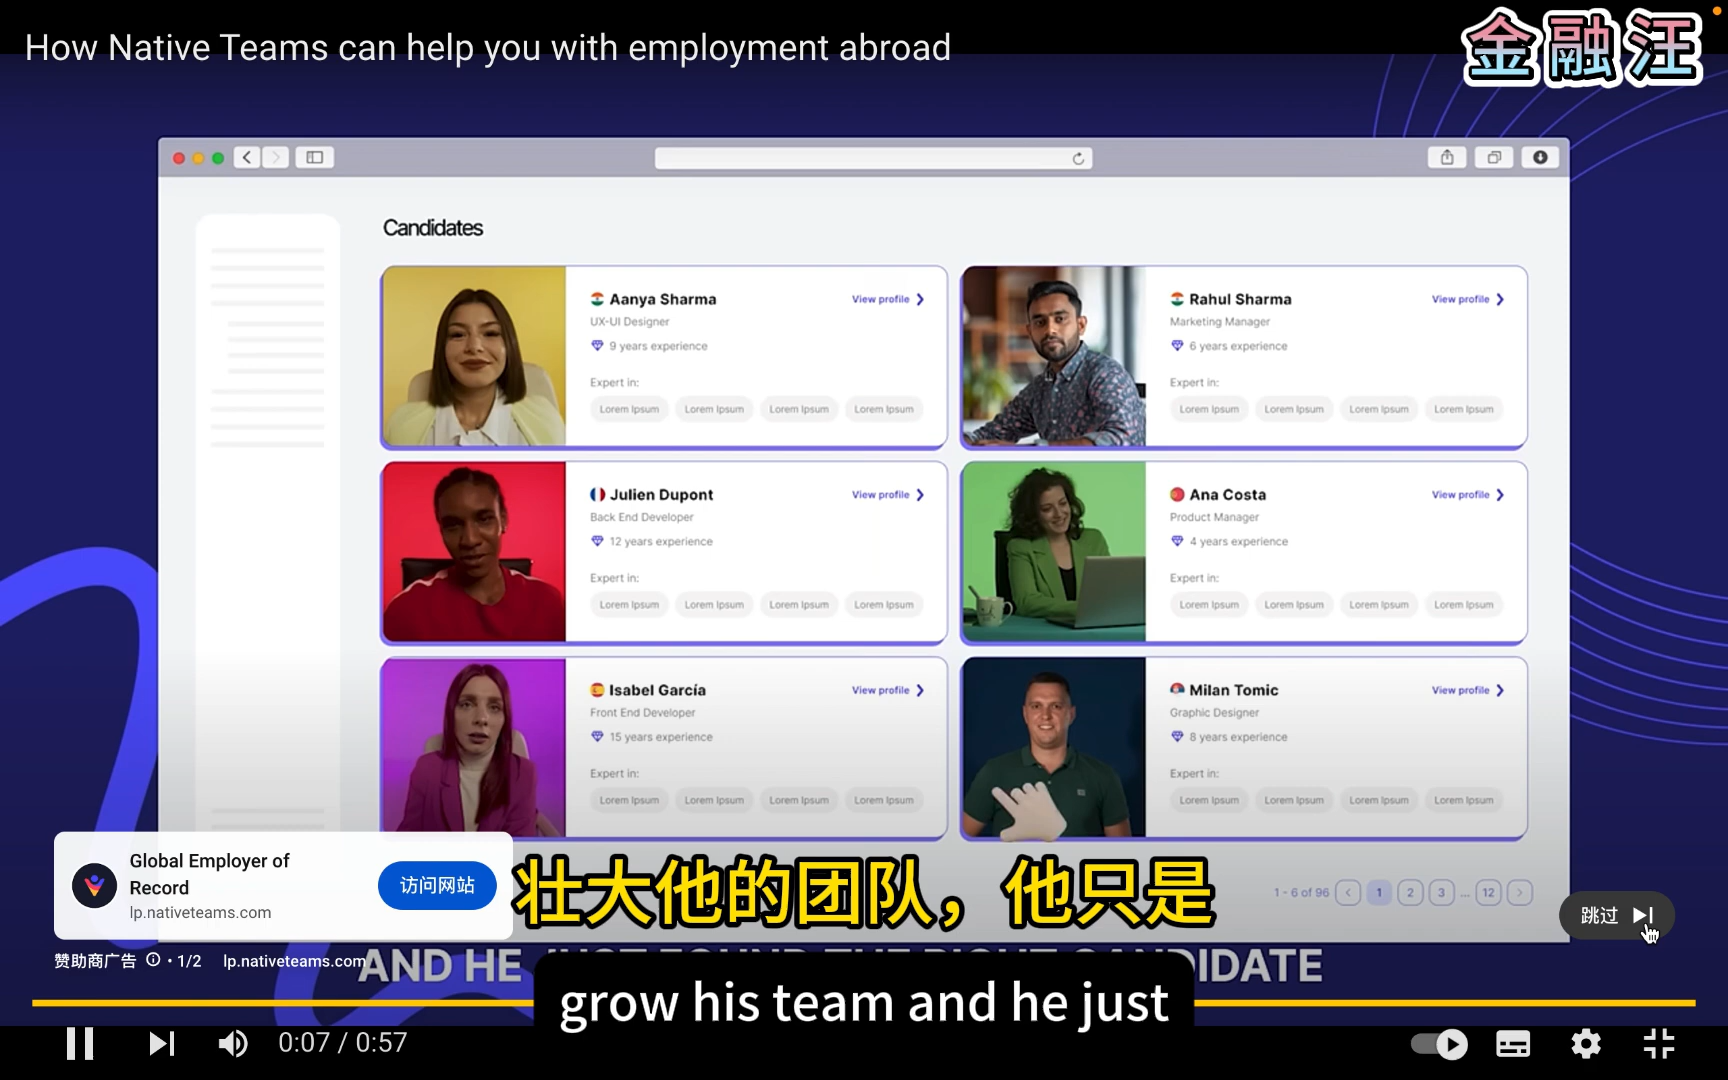 How Native Teams can help you with employment abroad
金融汪
Candidates
Aanya Sharma
View profile
UX-UI Designer
9 years experience
Expert in:
Lorem Ipsum Lorem Ipsum Lorem Ipsum Lorem Ipsum
Rahul Sharma
View profile
Marketing Manager
6 years experience
Expert in:
Lorem Ipsum Lorem Ipsum Lorem Ipsum Lorem Ipsum
Julien Dupont
View profile
Back End Developer
12 years experience
Expert in:
Lorem Ipsum Lorem Ipsum Lorem Ipsum Lorem Ipsum
Ana Costa
View profile
Product Manager
4 years experience
Expert in:
Lorem Ipsum Lorem Ipsum Lorem Ipsum Lorem Ipsum
Isabel García
View profile
Front End Developer
15 years experience
Expert in:
Lorem Ipsum Lorem Ipsum Lorem Ipsum Lorem Ipsum
Milan Tomic
View profile
Graphic Designer
8 years experience
Expert in:
Lorem Ipsum Lorem Ipsum Lorem Ipsum Lorem Ipsum
1 - 6 of 96 < 1 2 3 ... 12 >
Global Employer of
Record
lp.nativeteams.com
访问网站
壮大他的团队，他只是
跳过
赞助商广告 · 1/2 lp.nativeteams.com
AND HE
grow his team and he just
0:07 / 0:57